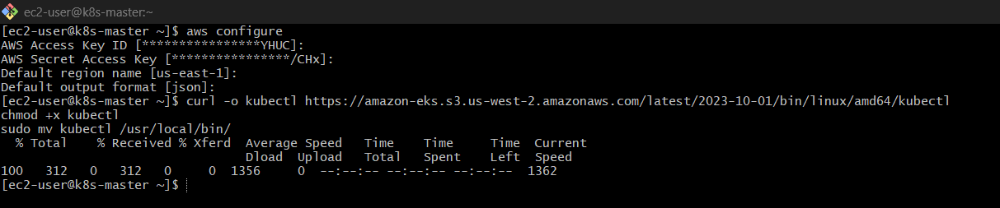 ec2-user@k8s-master:~
[ec2-user@k8s-master ~]$ aws configure
AWS Access Key ID [****************YHUC]:
AWS Secret Access Key [****************/CHx]:
Default region name [us-east-1]:
Default output format [json]:
[ec2-user@k8s-master ~]$ curl -o kubectl https://amazon-eks.s3.us-west-2.amazonaws.com/latest/2023-10-01/bin/linux/amd64/kubectl
chmod +x kubectl
sudo mv kubectl /usr/local/bin/
  % Total    % Received % Xferd  Average Speed   Time    Time     Time  Current
                                 Dload  Upload   Total   Spent    Left  Speed
100   312   0   312   0     0  1356      0  --:--:-- --:--:-- --:--:--  1362
[ec2-user@k8s-master ~]$